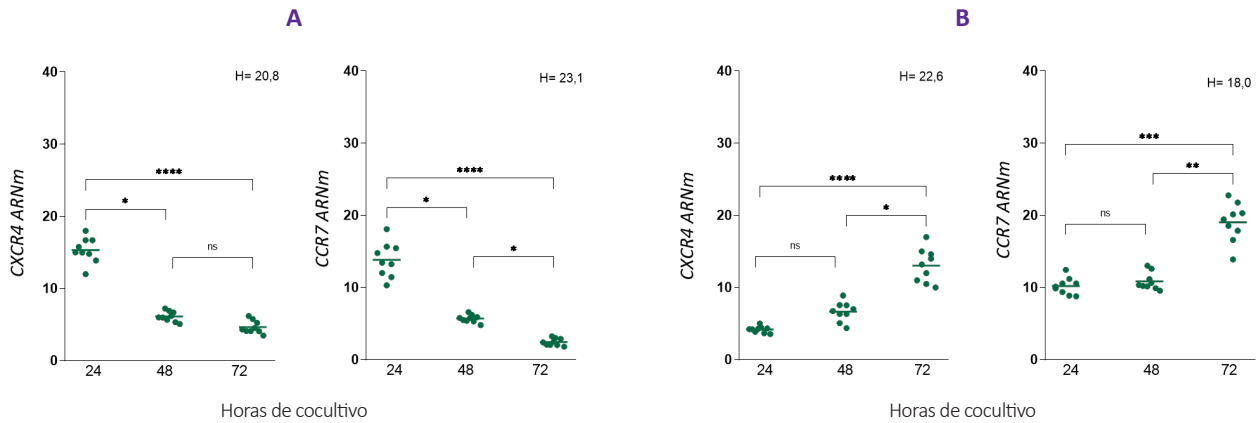 A
B
CXCR4 ARNm
40
30
20
10
0
H= 20,8
****
*
ns
24 48 72
CCR7 ARNm
40
30
20
10
0
H= 23,1
****
*
*
24 48 72
Horas de cocultivo
CXCR4 ARNm
40
30
20
10
0
H= 22,6
****
*
ns
24 48 72
CCR7 ARNm
40
30
20
10
0
H= 18,0
***
**
ns
24 48 72
Horas de cocultivo